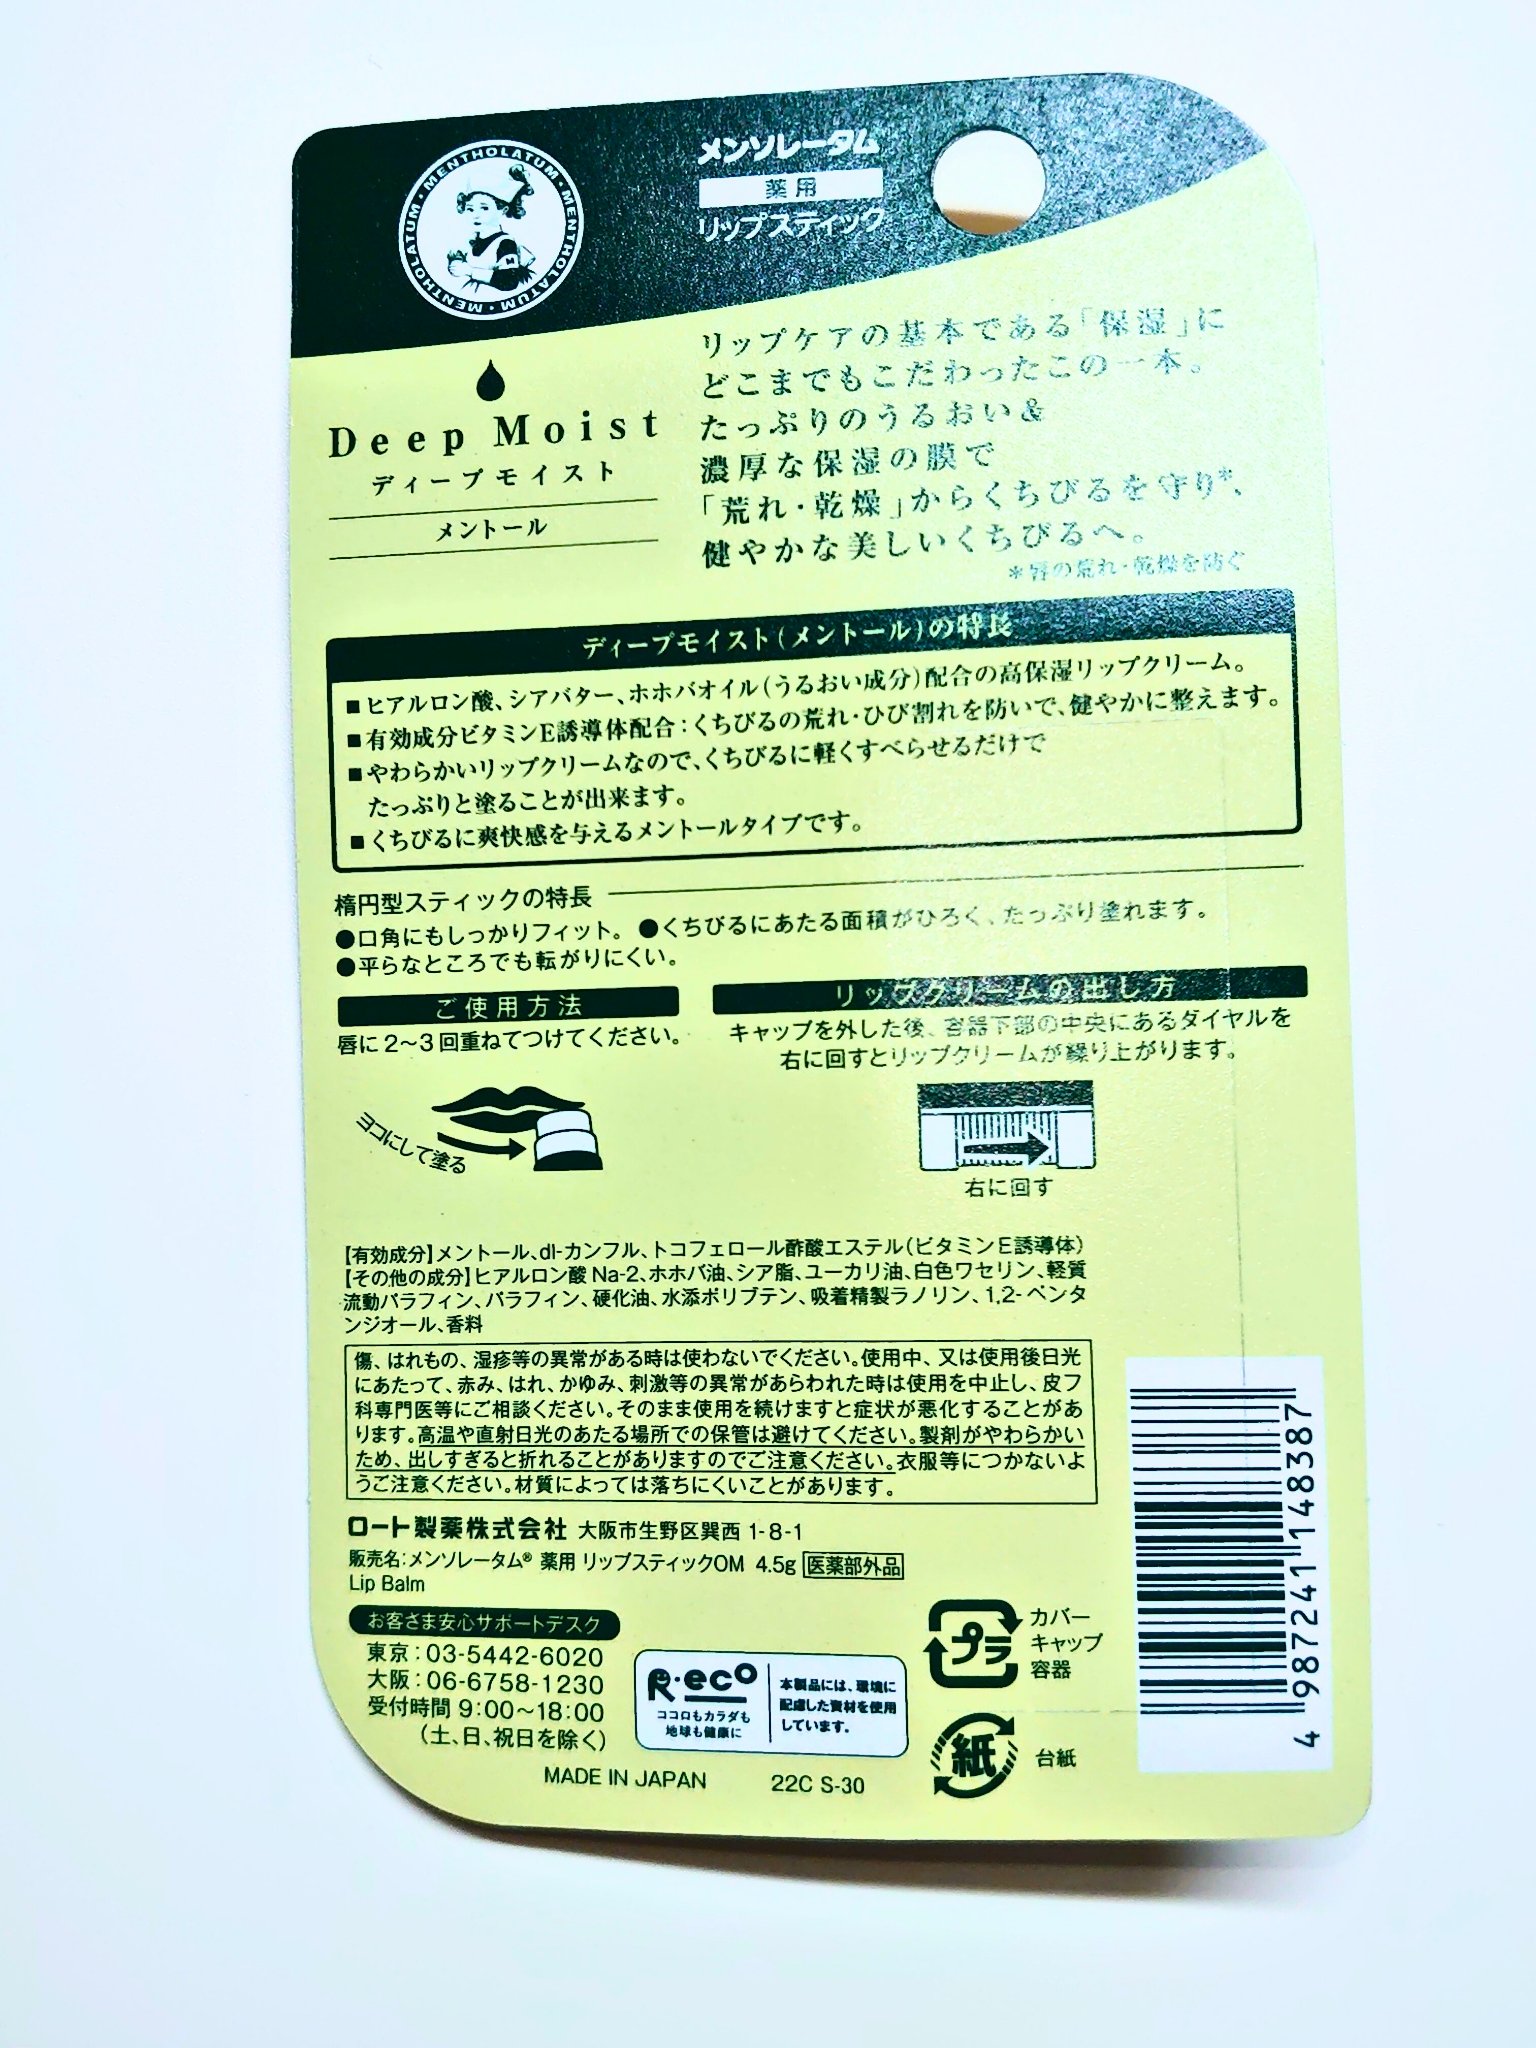 MENTHOLATUM・MENTHOLATUM・MENTHOLATUM・
メンソレータム
薬用
リップスティック
Deep Moist
ディープモイスト
メントール
リップケアの基本である「保湿」に
どこまでもこだわったこの一本。
たっぷりのうるおい&
濃厚な保湿の膜で
「荒れ・乾燥」からくちびるを守り*、
健やかな美しいくちびるへ。
*唇の荒れ・乾燥を防ぐ
ディープモイスト(メントール)の特長
■ヒアルロン酸、シアバター、ホホバオイル(うるおい成分)配合の高保湿リップクリーム。
■有効成分ビタミンE誘導体配合:くちびるの荒れ・ひび割れを防いで、健やかに整えます。
■やわらかいリップクリームなので、くちびるに軽くすべらせるだけで
たっぷりと塗ることが出来ます。
■くちびるに爽快感を与えるメントールタイプです。
楕円型スティックの特長
●口角にもしっかりフィット。 ●くちびるにあたる面積がひろく、たっぷり塗れます。
●平らなところでも転がりにくい。
ご使用方法
唇に2〜3回重ねてつけてください。
ヨコにして塗る
リップクリームの出し方
キャップを外した後、容器下部の中央にあるダイヤルを
右に回すとリップクリームが繰り上がります。
右に回す
【有効成分】メントール、dl-カンフル、トコフェロール酢酸エステル(ビタミンE誘導体)
【その他の成分】ヒアルロン酸Na-2、ホホバ油、シア脂、ユーカリ油、白色ワセリン、軽質
流動パラフィン、パラフィン、硬化油、水添ポリブテン、吸着精製ラノリン、1,2-ペンタ
ンジオール、香料
傷、はれもの、湿疹等の異常がある時は使わないでください。使用中、又は使用後日光
にあたって、赤み、はれ、かゆみ、刺激等の異常があらわれた時は使用を中止し、皮フ
科専門医等にご相談ください。そのまま使用を続けますと症状が悪化することがあ
ります。高温や直射日光のあたる場所での保管は避けてください。製剤がやわらかい
ため、出しすぎると折れることがありますのでご注意ください。衣服等につかないよ
うご注意ください。材質によっては落ちにくいことがあります。
ロート製薬株式会社 大阪市生野区巽西1-8-1
販売名:メンソレータム® 薬用 リップスティックOM 4.5g 医薬部外品
Lip Balm
お客さま安心サポートデスク
東京:03-5442-6020
大阪:06-6758-1230
受付時間 9:00〜18:00
(土、日、祝日を除く)
R・eco
ココロもカラダも
地球も健康に
本製品には、環境に
配慮した資材を使用
しています。
プラ
カバー
キャップ
容器
紙
台紙
MADE IN JAPAN 22C S-30
4 987241 148387